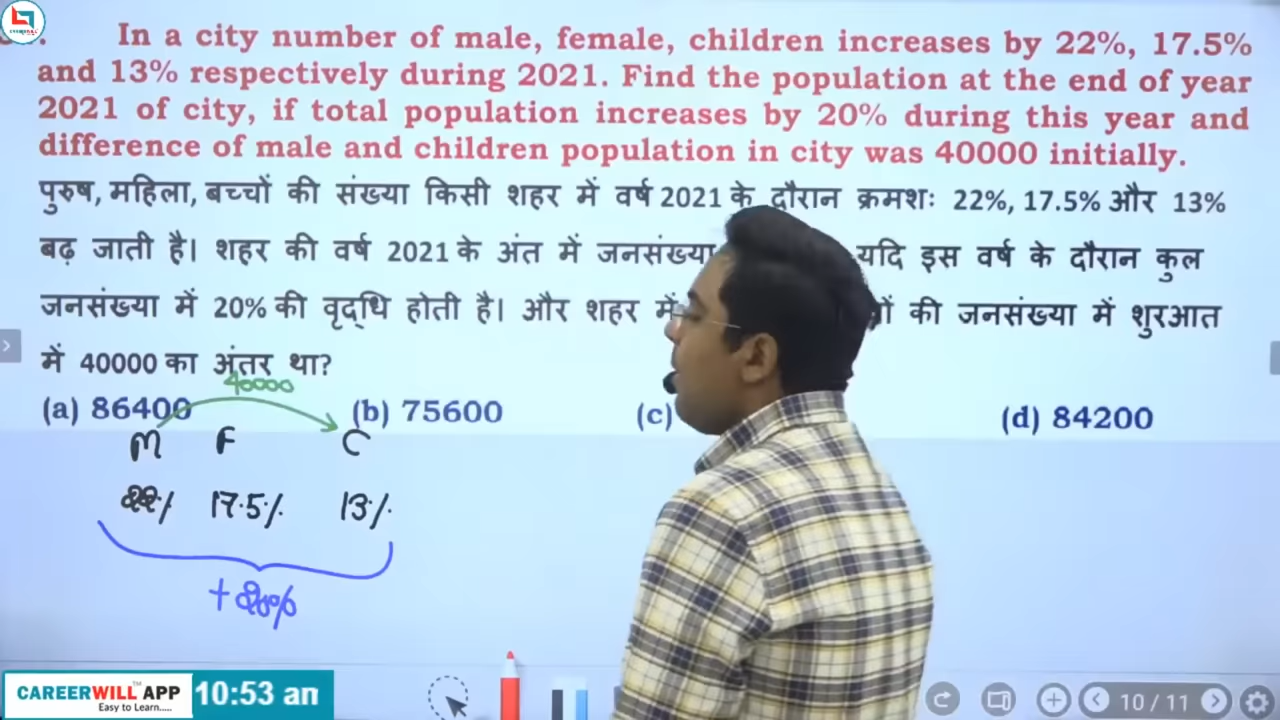 In a city number of male, female, children increases by 22%, 17.5%
and 13% respectively during 2021. Find the population at the end of year
2021 of city, if total population increases by 20% during this year and
difference of male and children population in city was 40000 initially.
पुरुष, महिला, बच्चों की संख्या किसी शहर में वर्ष 2021 के दौरान क्रमशः 22%, 17.5% और 13%
बढ़ जाती है। शहर की वर्ष 2021 के अंत में जनसंख्या यदि इस वर्ष के दौरान कुल
जनसंख्या में 20% की वृद्धि होती है। और शहर में की जनसंख्या में शुरआत
में 40000 का अंतर था?
40000
(a) 86400 (b) 75600 (c) (d) 84200
M F C
22% 17.5% 13%
+20%
CAREERWILL APP
Easy to Learn.....
10:53 an
10 / 11